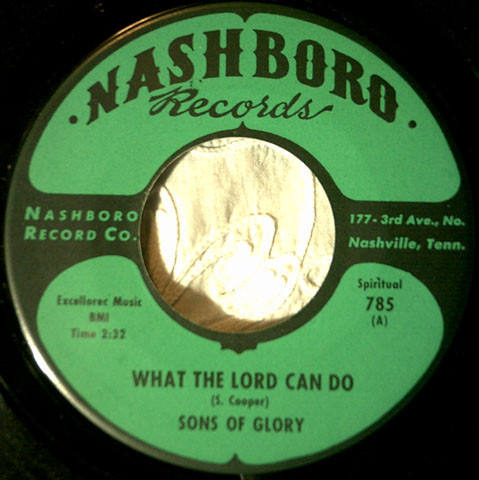 NASHBORO
Records
NASHBORO
RECORD CO.
177-3rd Ave., No.
Nashville, Tenn.
Excellorec Music
BMI
Time 2:32
Spiritual
785
(A)
WHAT THE LORD CAN DO
(S. Cooper)
SONS OF GLORY